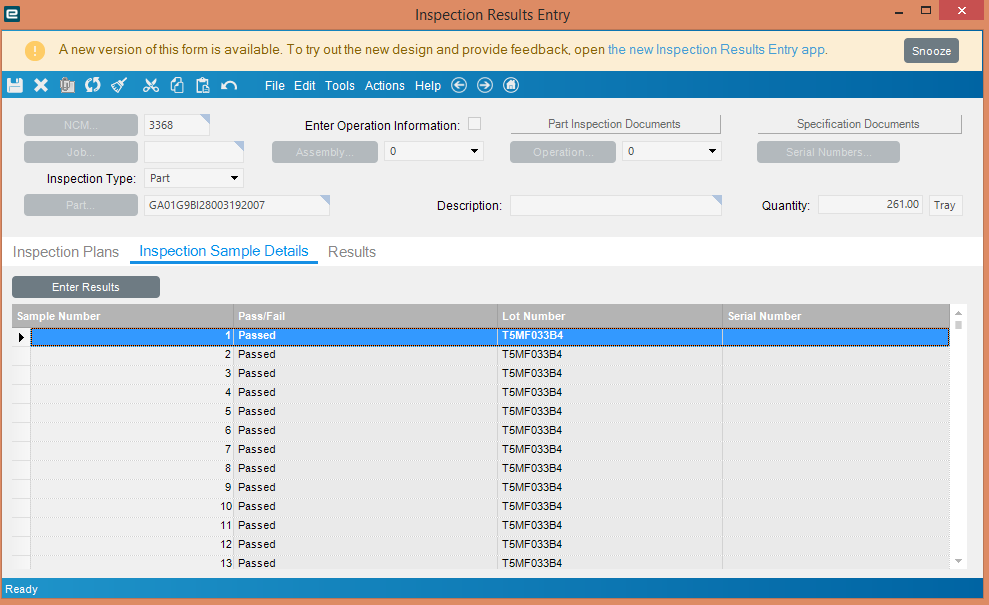 Inspection Results Entry
A new version of this form is available. To try out the new design and provide feedback, open the new Inspection Results Entry app.
Snooze
File Edit Tools Actions Help
NCM... 3368 Enter Operation Information: Part Inspection Documents Specification Documents
Job... Assembly... 0 Operation... 0 Serial Numbers...
Inspection Type: Part
Part... GA01G9BI28003192007 Description: Quantity: 261.00 Tray
Inspection Plans Inspection Sample Details Results
Enter Results
Sample Number Pass/Fail Lot Number Serial Number
1 Passed T5MF033B4
2 Passed T5MF033B4
3 Passed T5MF033B4
4 Passed T5MF033B4
5 Passed T5MF033B4
6 Passed T5MF033B4
7 Passed T5MF033B4
8 Passed T5MF033B4
9 Passed T5MF033B4
10 Passed T5MF033B4
11 Passed T5MF033B4
12 Passed T5MF033B4
13 Passed T5MF033B4
Ready